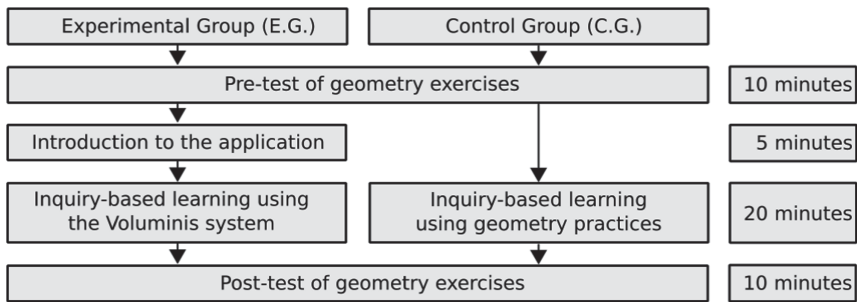 Experimental Group (E.G.)
Control Group (C.G.)
Pre-test of geometry exercises
10 minutes
Introduction to the application
5 minutes
Inquiry-based learning using
the Voluminis system
Inquiry-based learning
using geometry practices
20 minutes
Post-test of geometry exercises
10 minutes